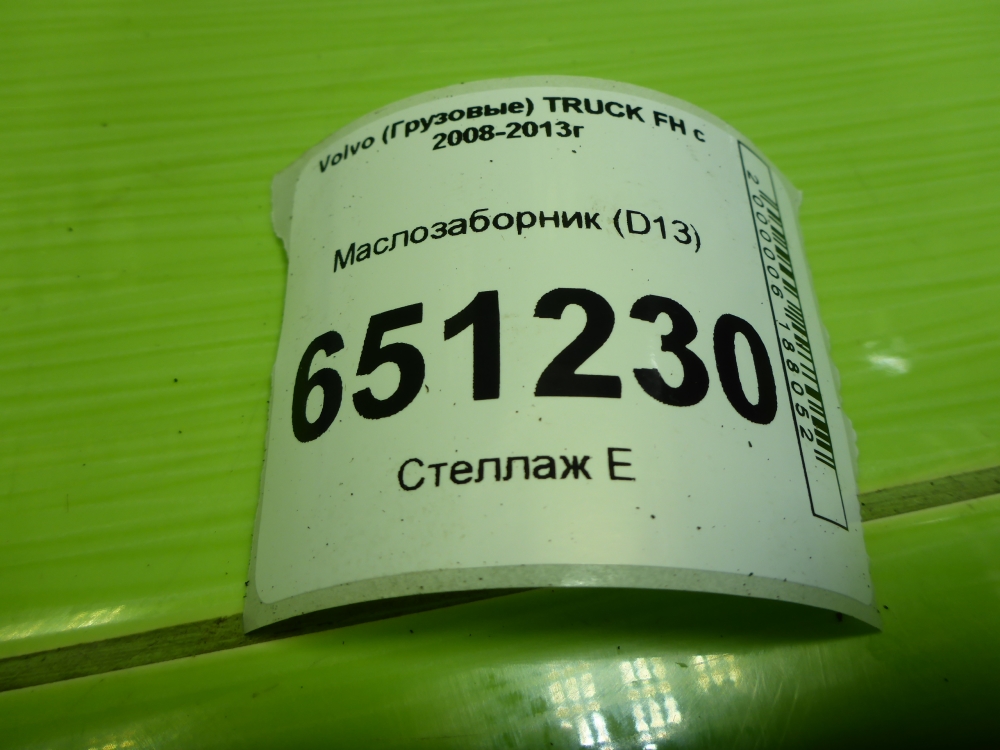 Volvo (Грузовые) TRUCK FH с
2008-2013г
Маслозаборник (D13)
651230
Стеллаж Е
2000006188052